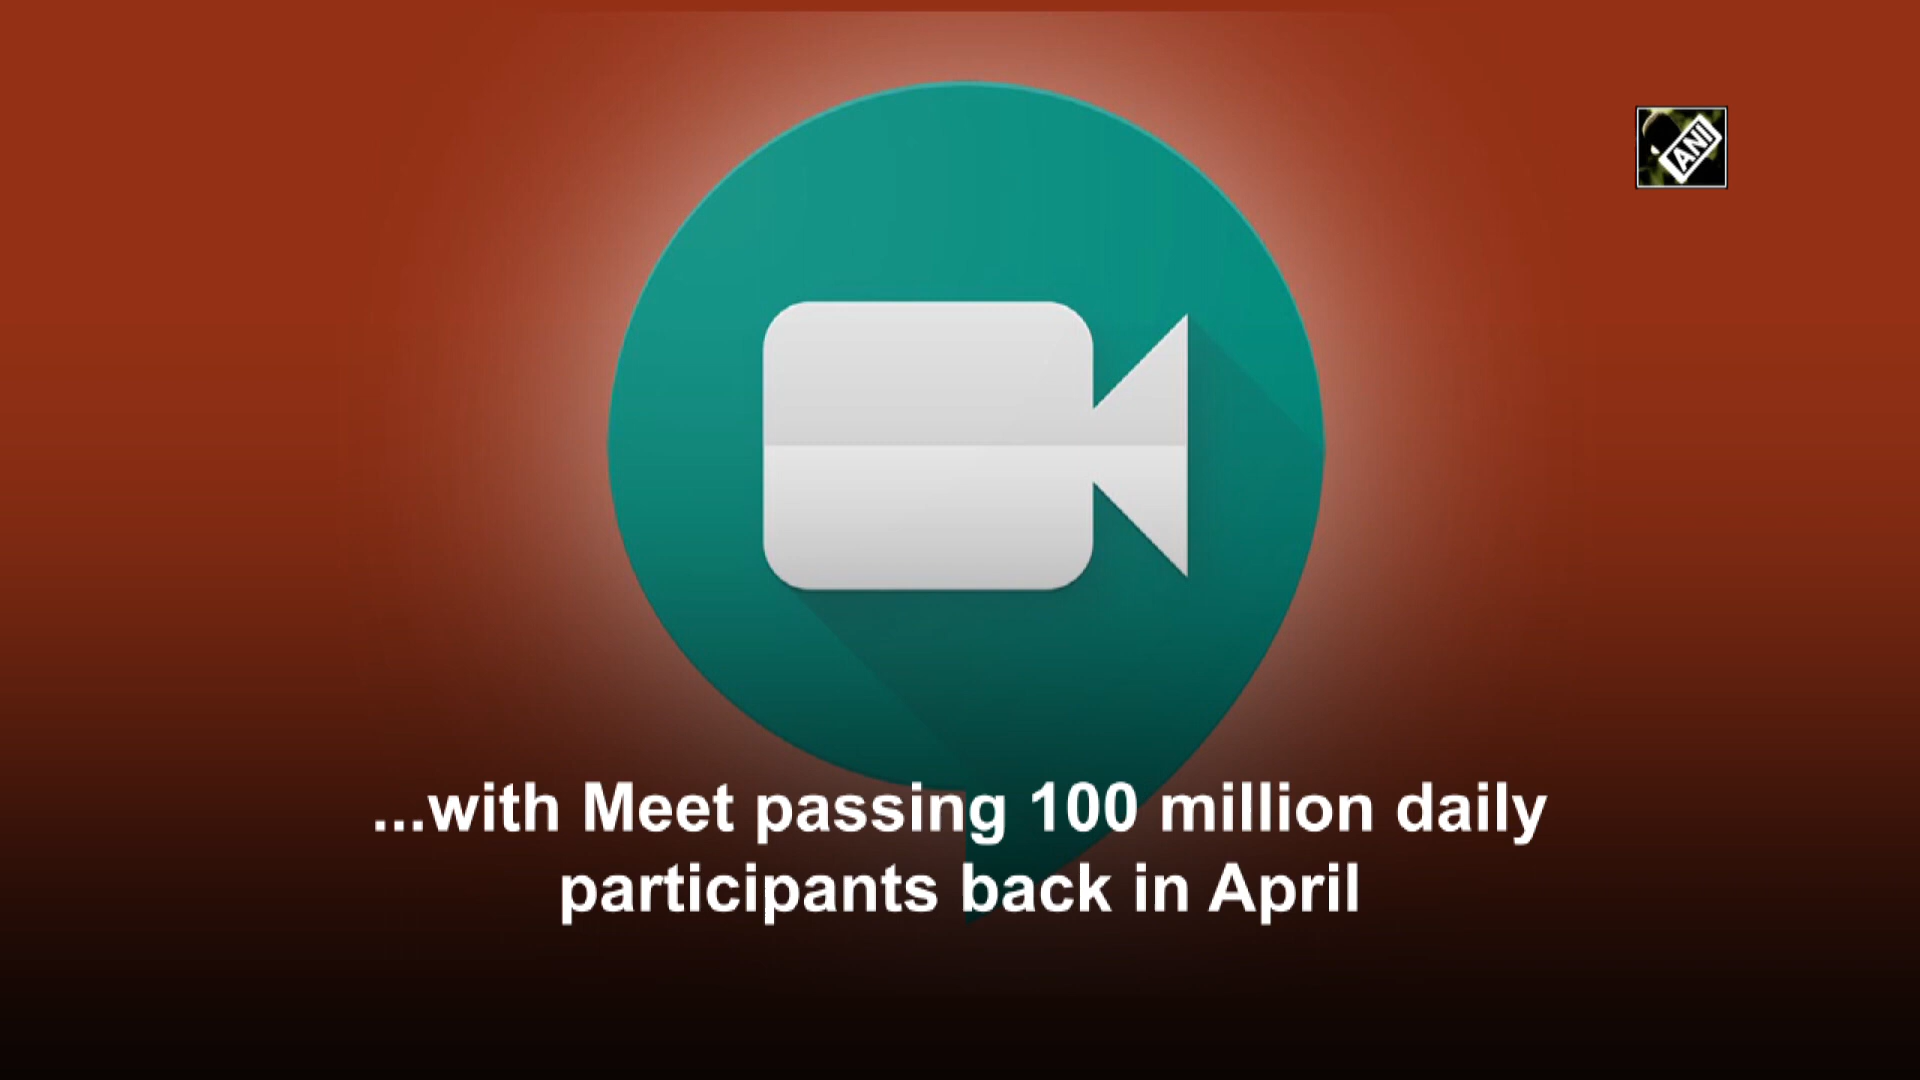 ANI
...with Meet passing 100 million daily
participants back in April